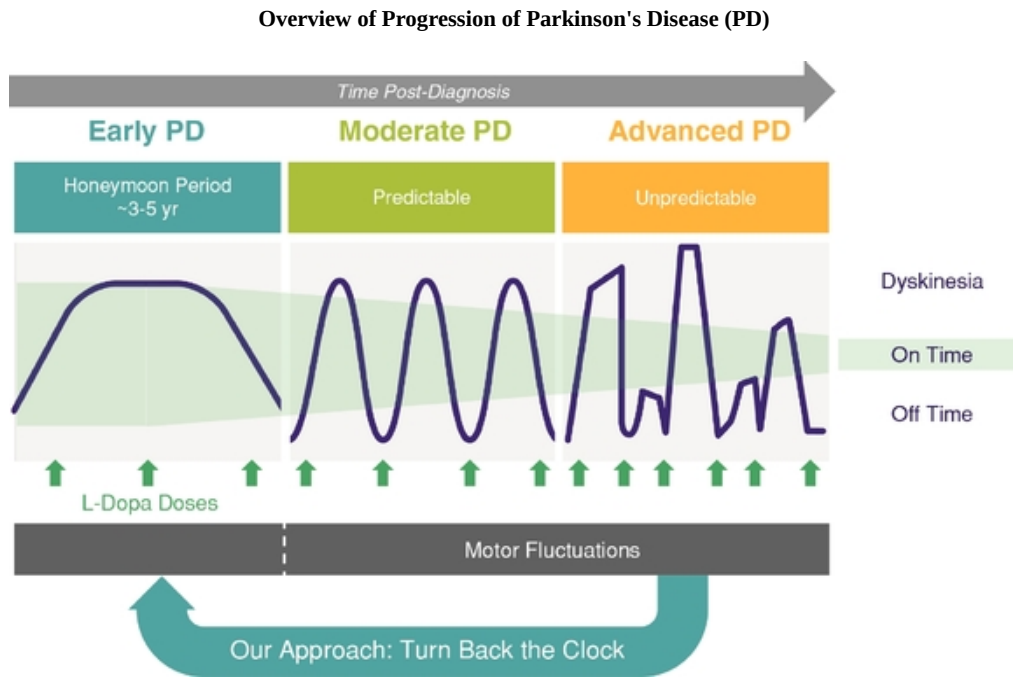 Overview of Progression of Parkinson's Disease (PD)
Time Post-Diagnosis
Early PD
Moderate PD
Advanced PD
Honeymoon Period
~3-5 yr
Predictable
Unpredictable
Dyskinesia
On Time
Off Time
L-Dopa Doses
Motor Fluctuations
Our Approach: Turn Back the Clock